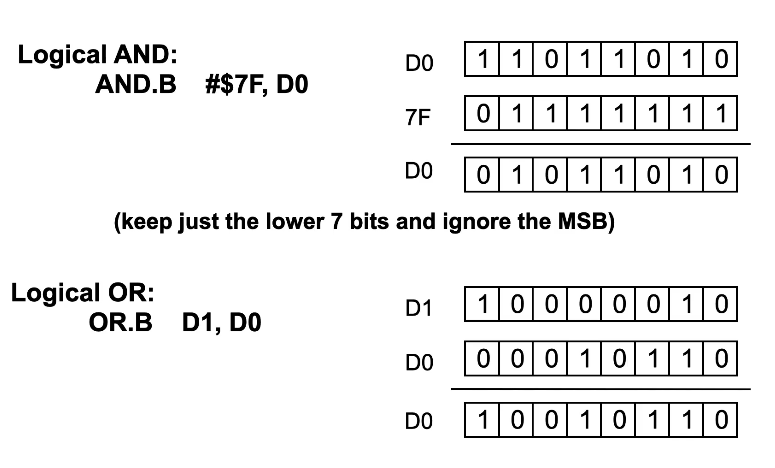 Logical AND:
AND.B #$7F, D0
D0 1 1 0 1 1 0 1 0
7F 0 1 1 1 1 1 1 1
D0 0 1 0 1 1 0 1 0
(keep just the lower 7 bits and ignore the MSB)
Logical OR:
OR.B D1, D0
D1 1 0 0 0 0 0 1 0
D0 0 0 0 1 0 1 1 0
D0 1 0 0 1 0 1 1 0